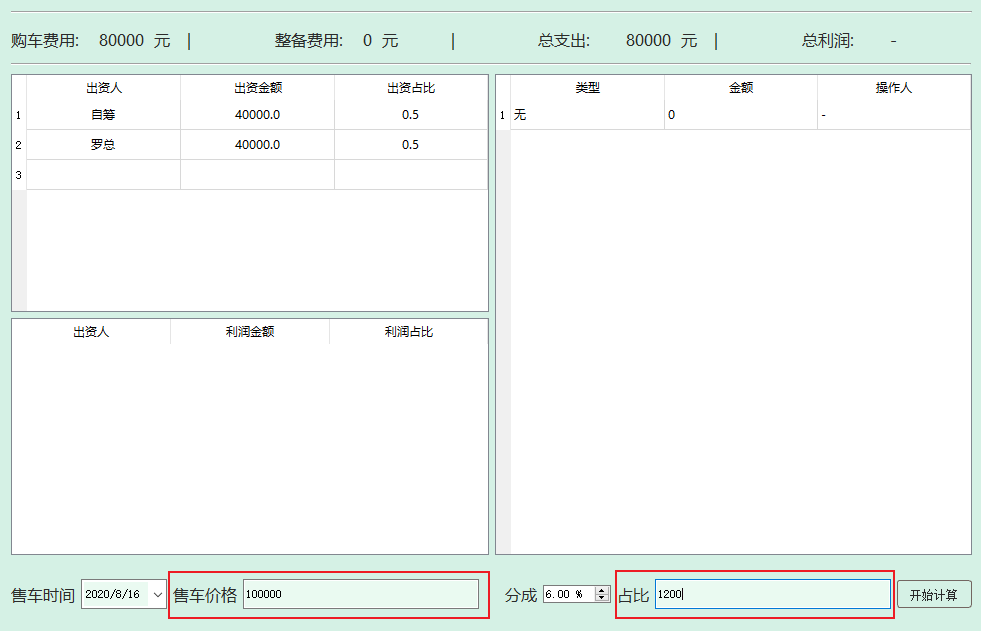 购车费用: 80000 元 | 整备费用: 0 元 | 总支出: 80000 元 | 总利润: -
出资人 出资金额 出资占比
1 自筹 40000.0 0.5
2 罗总 40000.0 0.5
3
类型 金额 操作人
1 无 0 -
出资人 利润金额 利润占比
售车时间 2020/8/16 售车价格 100000 分成 6.00 % 占比 1200 开始计算